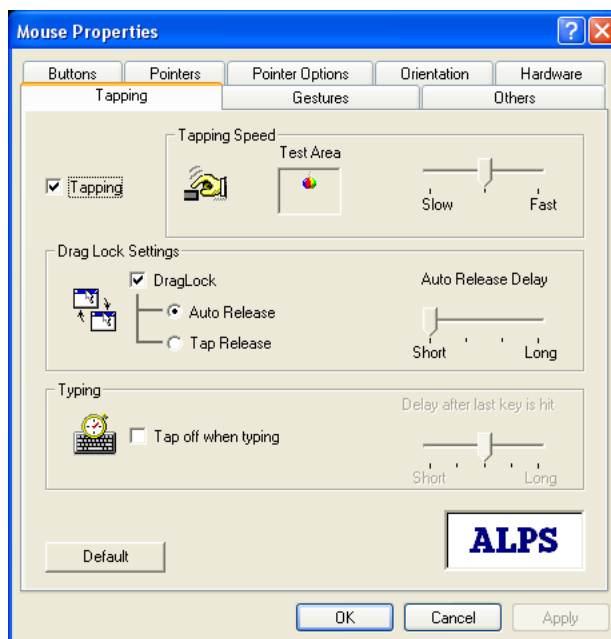 Mouse Properties
Buttons Pointers Pointer Options Orientation Hardware
Tapping Gestures Others
Tapping Speed
Test Area
Tapping
Slow Fast
Drag Lock Settings
DragLock Auto Release Delay
Auto Release
Tap Release
Short Long
Typing
Delay after last key is hit
Tap off when typing
Short Long
ALPS
Default
OK Cancel Apply